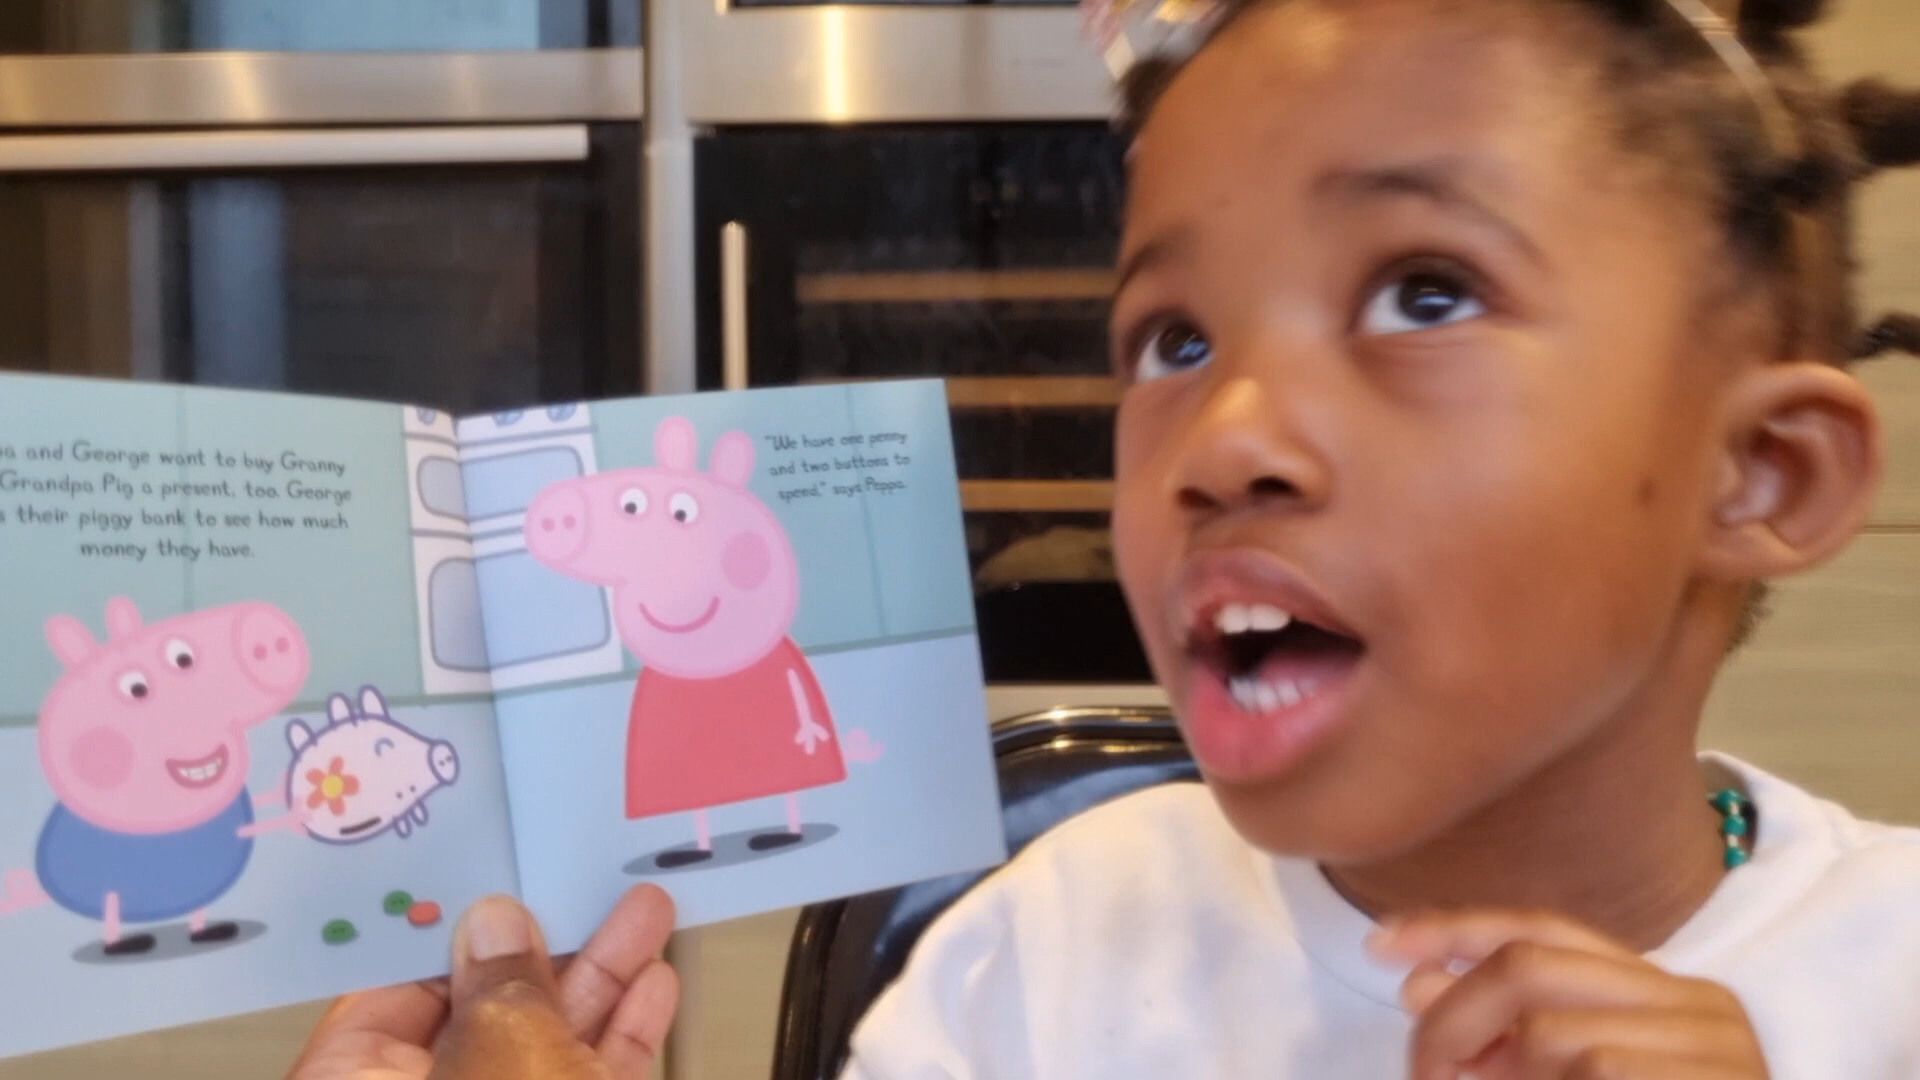 and George want to buy Granny
Grandpa Pig a present, too. George
their piggy bank to see how much
money they have.
"We have one penny
and two buttons to
spend," says Peppa.